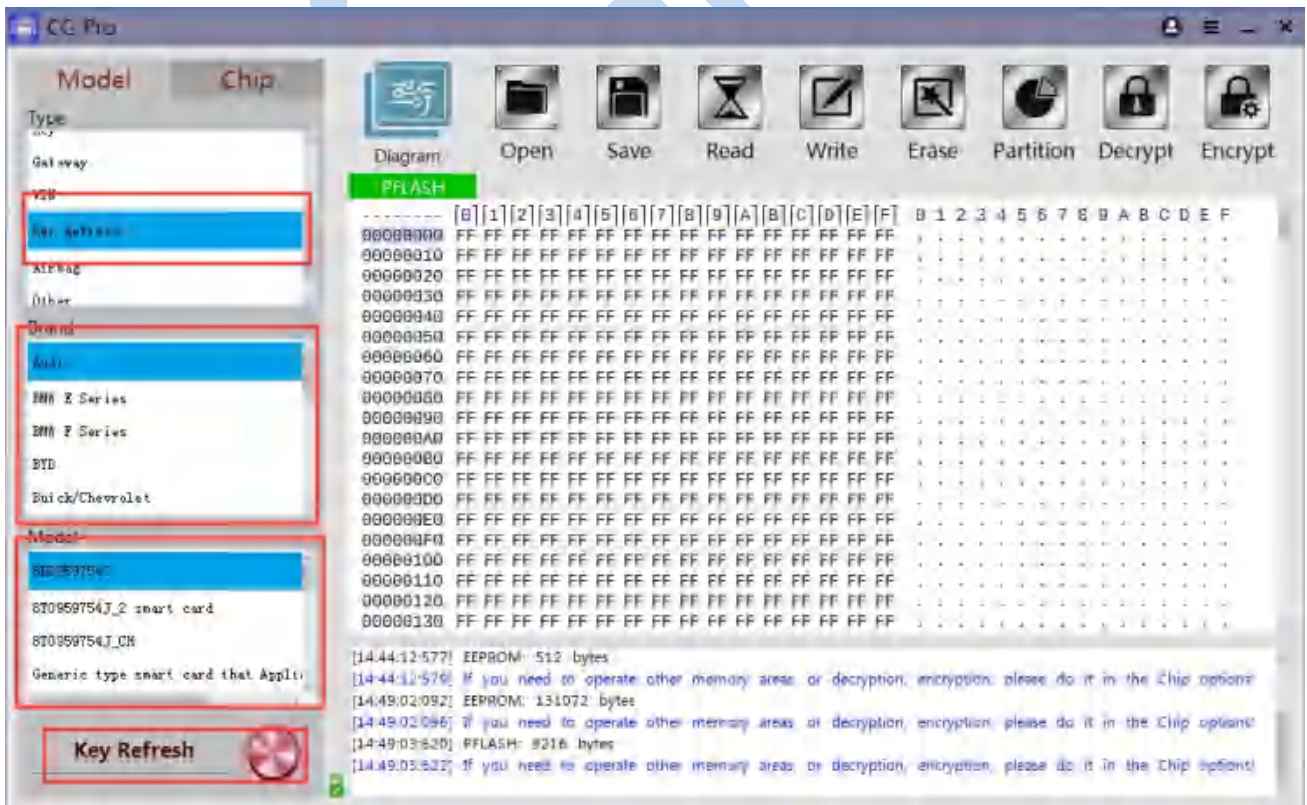 CG Pro
Model Chip
Type
Gateway
VIN
Key Refresh
Airbag
Other
Brand
Audi
BMW E Series
BMW F Series
BYD
Buick/Chevrolet
Model
8T0959754J_2 smart card
8T0959754J_CH
Generic type smart card that Appli
Key Refresh
Diagram Open Save Read Write Erase Partition Decrypt Encrypt
PFLASH
-------- [0][1][2][3][4][5][6][7][8][9][A][B][C][D][E][F] 0 1 2 3 4 5 6 7 8 9 A B C D E F
00000000 FF FF FF FF FF FF FF FF FF FF FF FF FF FF FF FF . . . . . . . . . . . . . . . .
00000010 FF FF FF FF FF FF FF FF FF FF FF FF FF FF FF FF . . . . . . . . . . . . . . . .
00000020 FF FF FF FF FF FF FF FF FF FF FF FF FF FF FF FF . . . . . . . . . . . . . . . .
00000030 FF FF FF FF FF FF FF FF FF FF FF FF FF FF FF FF . . . . . . . . . . . . . . . .
00000040 FF FF FF FF FF FF FF FF FF FF FF FF FF FF FF FF . . . . . . . . . . . . . . . .
00000050 FF FF FF FF FF FF FF FF FF FF FF FF FF FF FF FF . . . . . . . . . . . . . . . .
00000060 FF FF FF FF FF FF FF FF FF FF FF FF FF FF FF FF . . . . . . . . . . . . . . . .
00000070 FF FF FF FF FF FF FF FF FF FF FF FF FF FF FF FF . . . . . . . . . . . . . . . .
00000080 FF FF FF FF FF FF FF FF FF FF FF FF FF FF FF FF . . . . . . . . . . . . . . . .
00000090 FF FF FF FF FF FF FF FF FF FF FF FF FF FF FF FF . . . . . . . . . . . . . . . .
000000A0 FF FF FF FF FF FF FF FF FF FF FF FF FF FF FF FF . . . . . . . . . . . . . . . .
000000B0 FF FF FF FF FF FF FF FF FF FF FF FF FF FF FF FF . . . . . . . . . . . . . . . .
000000C0 FF FF FF FF FF FF FF FF FF FF FF FF FF FF FF FF . . . . . . . . . . . . . . . .
000000D0 FF FF FF FF FF FF FF FF FF FF FF FF FF FF FF FF . . . . . . . . . . . . . . . .
000000E0 FF FF FF FF FF FF FF FF FF FF FF FF FF FF FF FF . . . . . . . . . . . . . . . .
000000F0 FF FF FF FF FF FF FF FF FF FF FF FF FF FF FF FF . . . . . . . . . . . . . . . .
00000100 FF FF FF FF FF FF FF FF FF FF FF FF FF FF FF FF . . . . . . . . . . . . . . . .
00000110 FF FF FF FF FF FF FF FF FF FF FF FF FF FF FF FF . . . . . . . . . . . . . . . .
00000120 FF FF FF FF FF FF FF FF FF FF FF FF FF FF FF FF . . . . . . . . . . . . . . . .
00000130 FF FF FF FF FF FF FF FF FF FF FF FF FF FF FF FF . . . . . . . . . . . . . . . .
[14:44:12:577] EEPROM: 512 bytes
[14:44:12:579] If you need to operate other memory areas or decryption, encryption, please do it in the Chip options!
[14:49:02:092] EEPROM: 131072 bytes
[14:49:02:096] If you need to operate other memory areas or decryption, encryption, please do it in the Chip options!
[14:49:03:620] PFLASH: 9216 bytes
[14:49:03:622] If you need to operate other memory areas or decryption, encryption, please do it in the Chip options!